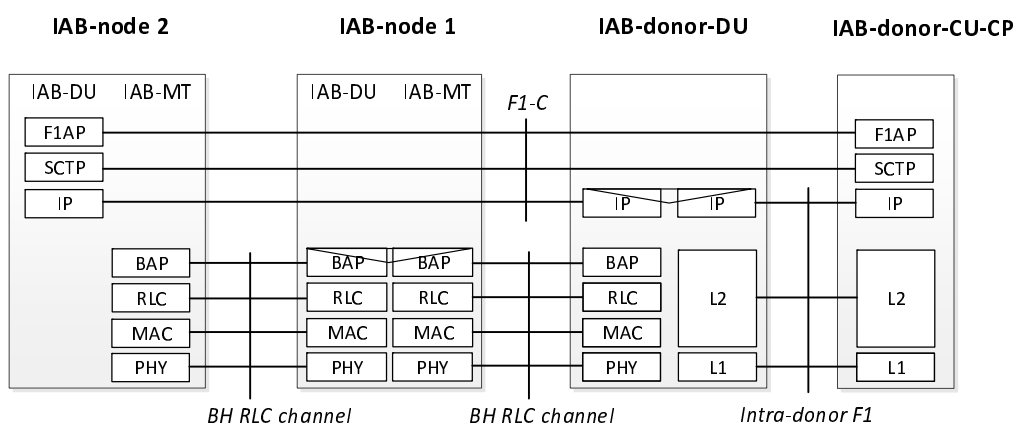 IAB-node 2 IAB-node 1 IAB-donor-DU IAB-donor-CU-CP
IAB-DU IAB-MT IAB-DU IAB-MT F1-C
F1AP F1AP
SCTP SCTP
IP IP IP IP
BAP BAP BAP BAP
RLC RLC RLC RLC L2 L2
MAC MAC MAC MAC
PHY PHY PHY PHY L1 L1
BH RLC channel BH RLC channel Intra-donor F1